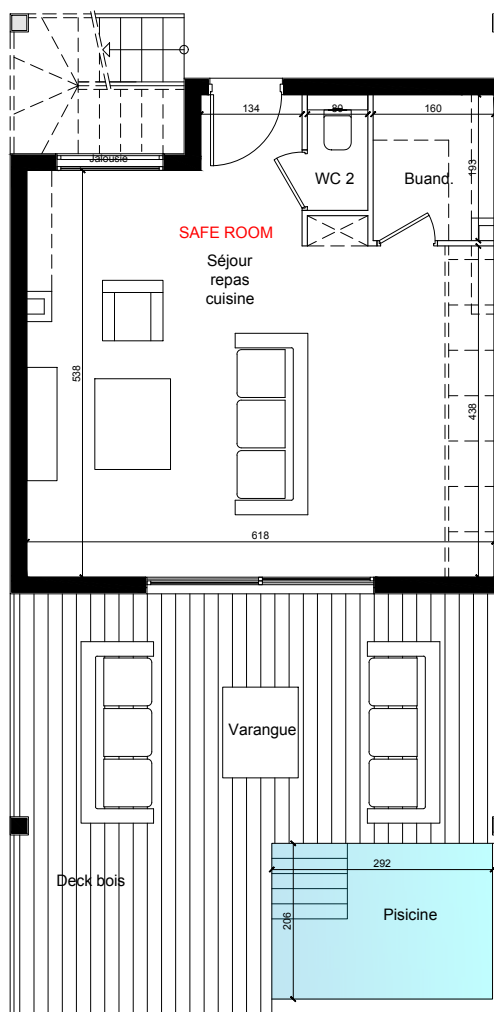 134
89
160
Jalousie
WC 2
Buand.
193
SAFE ROOM
Séjour
repas
cuisine
538
438
618
Varangue
Deck bois
292
206
Pisicine